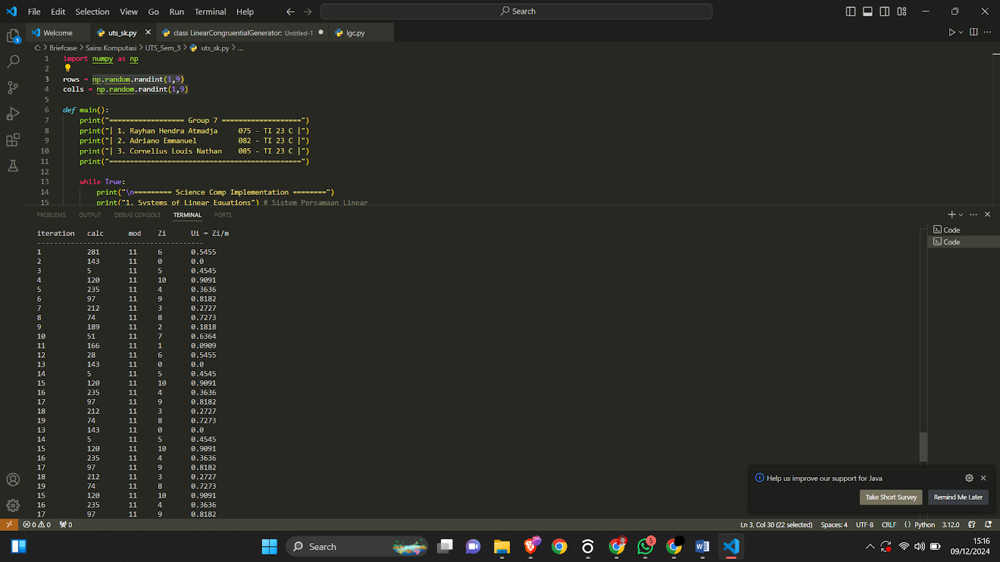 File Edit Selection View Go Run Terminal Help Search
Welcome uts_sk.py class LinearCongruentialGenerator: Untitled-1 lgc.py
C: > Briefcase > Sains Komputasi > UTS_Sem_3 > uts_sk.py > ...
1 import numpy as np
2
3 rows = np.random.randint(1,9)
4 colls = np.random.randint(1,9)
5
6 def main():
7 print("================== Group 7 ===================")
8 print("| 1. Rayhan Hendra Atmadja 075 - TI 23 C |")
9 print("| 2. Adriano Emmanuel 082 - TI 23 C |")
10 print("| 3. Cornelius Louis Nathan 085 - TI 23 C |")
11 print("==============================================")
12
13 while True:
14 print("\n========= Science Comp Implementation ========")
15 print("1. Systems of Linear Equations") # Sistem Persamaan Linear
PROBLEMS OUTPUT DEBUG CONSOLE TERMINAL PORTS
Code
Code
iteration calc mod Zi Ui = Zi/m
----------------------------------------
1 281 11 6 0.5455
2 143 11 0 0.0
3 5 11 5 0.4545
4 120 11 10 0.9091
5 235 11 4 0.3636
6 97 11 9 0.8182
7 212 11 3 0.2727
8 74 11 8 0.7273
9 189 11 2 0.1818
10 51 11 7 0.6364
11 166 11 1 0.0909
12 28 11 6 0.5455
13 143 11 0 0.0
14 5 11 5 0.4545
15 120 11 10 0.9091
16 235 11 4 0.3636
17 97 11 9 0.8182
18 212 11 3 0.2727
19 74 11 8 0.7273
13 143 11 0 0.0
14 5 11 5 0.4545
15 120 11 10 0.9091
16 235 11 4 0.3636
17 97 11 9 0.8182
18 212 11 3 0.2727
19 74 11 8 0.7273
15 120 11 10 0.9091
16 235 11 4 0.3636
17 97 11 9 0.8182
Help us improve our support for Java
Take Short Survey Remind Me Later
0 0 0 Ln 3, Col 30 (22 selected) Spaces: 4 UTF-8 CRLF {} Python 3.12.0
Search 5 15:16
09/12/2024